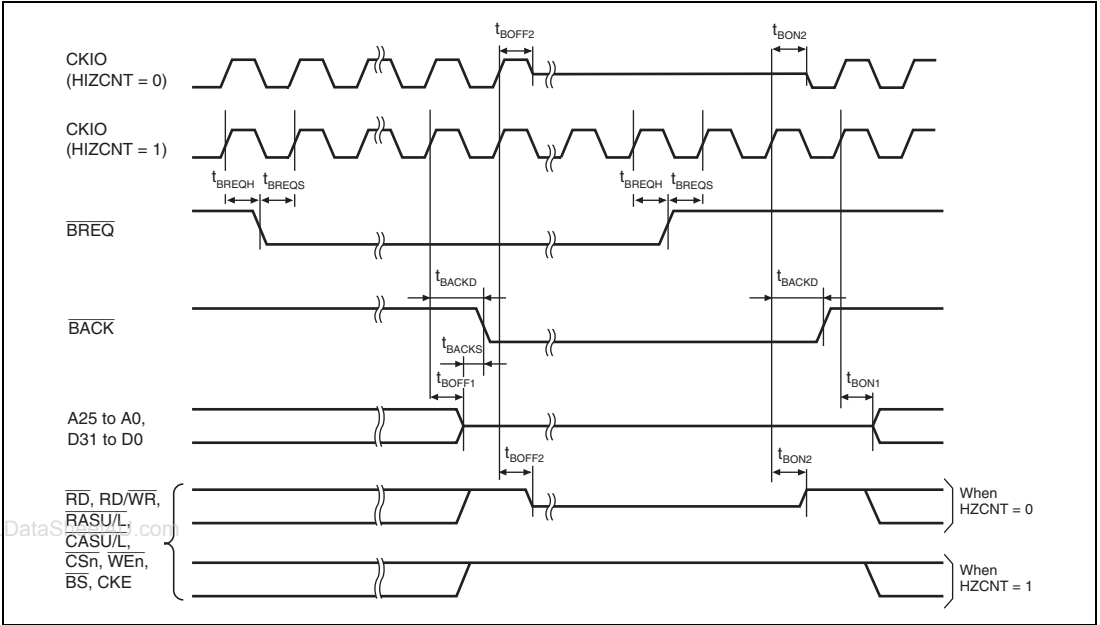 tBOFF2
tBON2
CKIO
(HIZCNT = 0)
CKIO
(HIZCNT = 1)
tBREQH tBREQS
tBREQH tBREQS
BREQ
tBACKD
tBACKD
BACK
tBACKS
tBOFF1
tBON1
A25 to A0,
D31 to D0
tBOFF2
tBON2
RD, RD/WR,
RASU/L,
CASU/L,
CSn, WEn,
BS, CKE
When
HZCNT = 0
When
HZCNT = 1